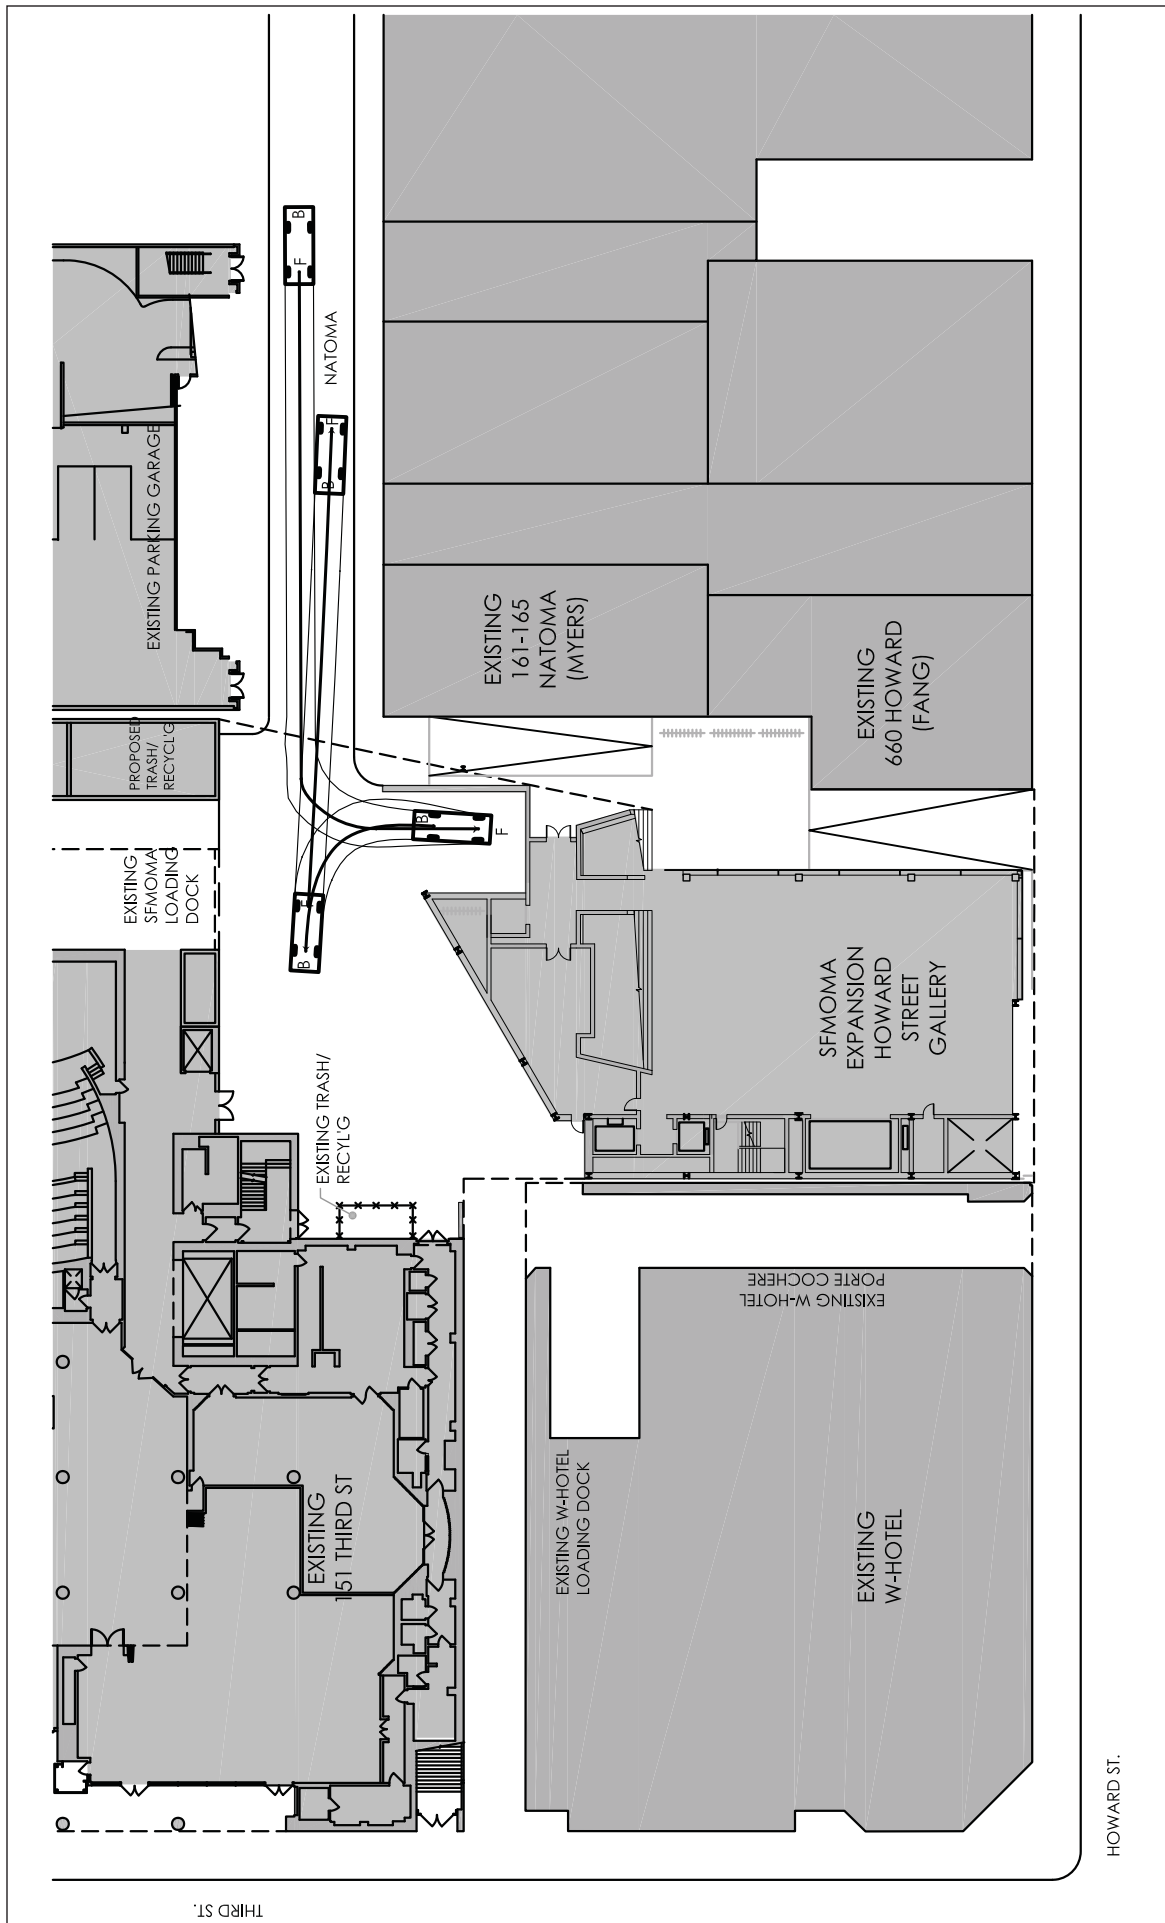 B
F
NATOMA
F
B
EXISTING PARKING GARAGE
EXISTING
161-165
NATOMA
(MYERS)
EXISTING
660 HOWARD
(FANG)
PROPOSED
TRASH/
RECYCL'G
B
F
EXISTING
SFMOMA
LOADING
DOCK
F
B
SFMOMA
EXPANSION
HOWARD
STREET
GALLERY
EXISTING TRASH/
RECYL'G
EXISTING W-HOTEL
PORTE COCHERE
EXISTING
151 THIRD ST
EXISTING W-HOTEL
LOADING DOCK
EXISTING
W-HOTEL
HOWARD ST.
THIRD ST.